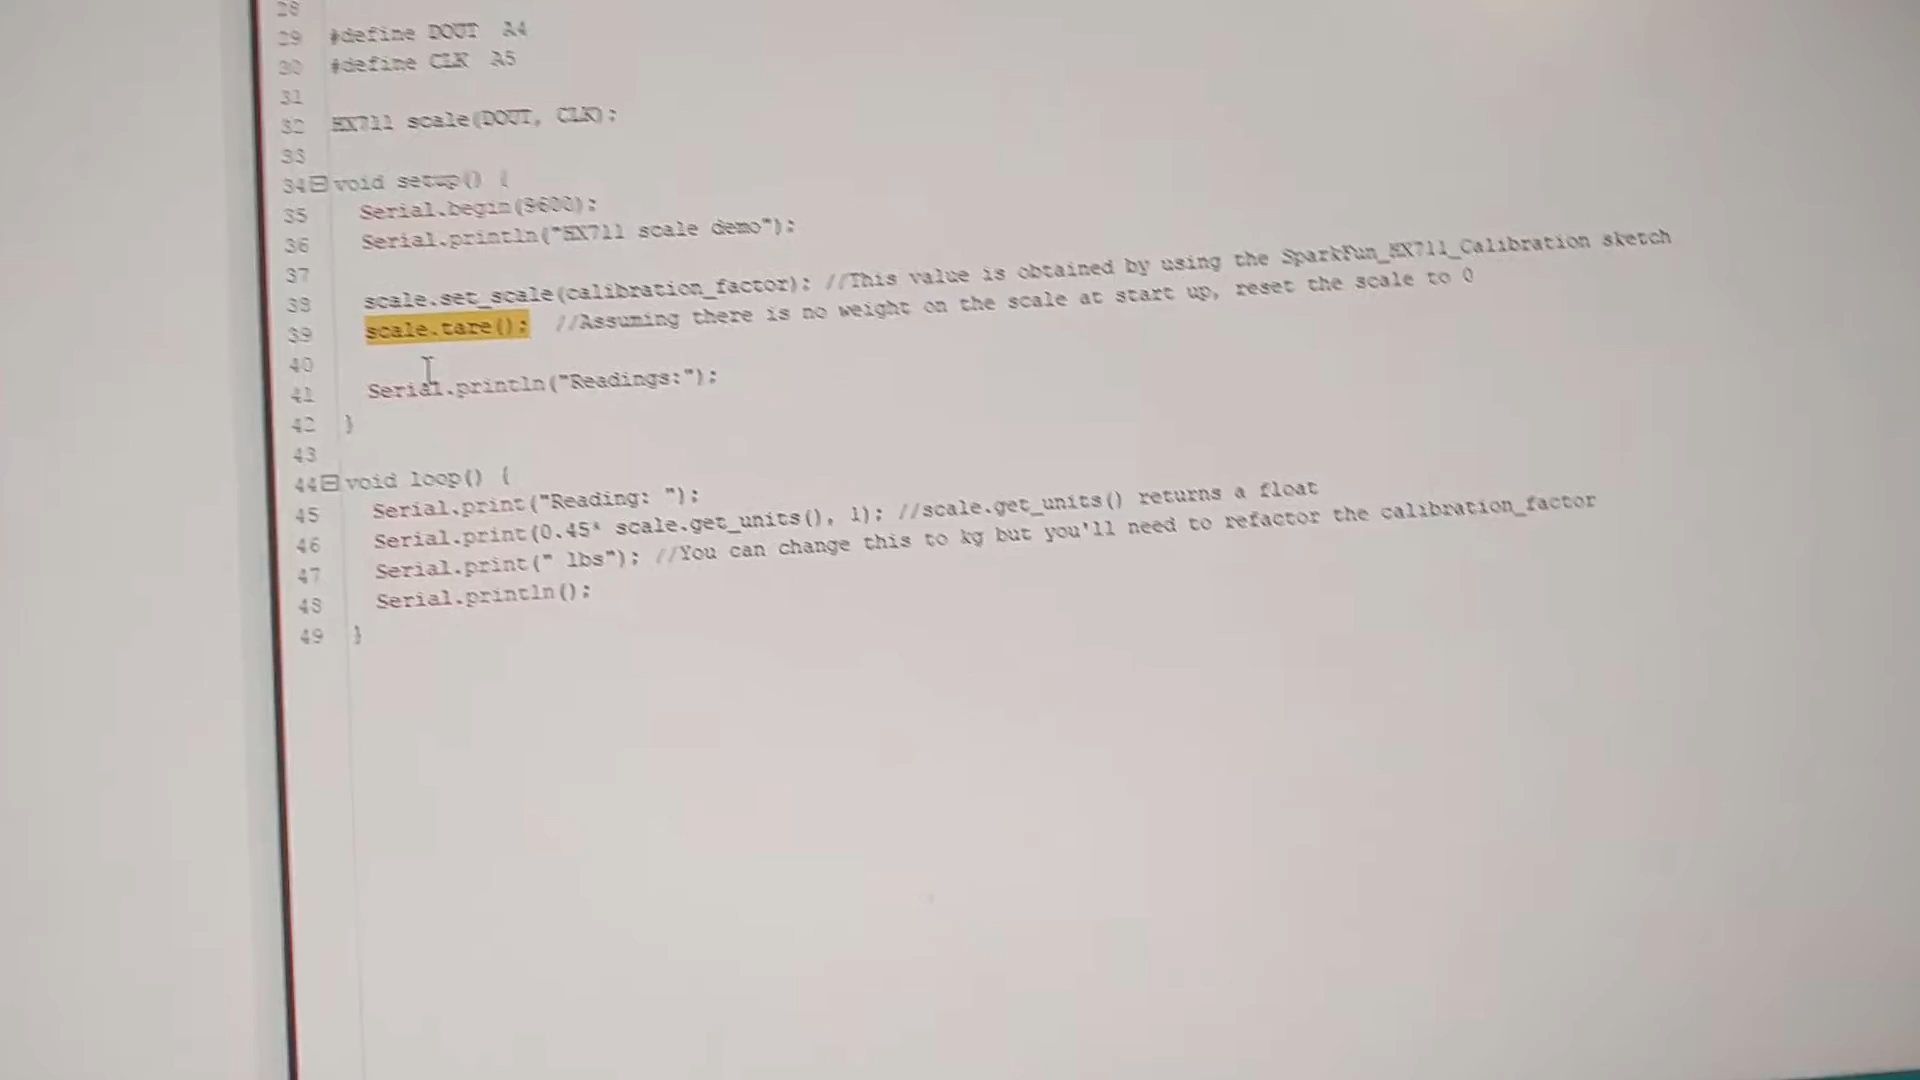 28
29 #define DOUT A4
30 #define CLK A5
31
32 HX711 scale(DOUT, CLK);
33
34 void setup() {
35 Serial.begin(9600);
36 Serial.println("HX711 scale demo");
37
38 scale.set_scale(calibration_factor); //This value is obtained by using the SparkFun_HX711_Calibration sketch
39 scale.tare(); //Assuming there is no weight on the scale at start up, reset the scale to 0
40
41 Serial.println("Readings:");
42 }
43
44 void loop() {
45 Serial.print("Reading: ");
46 Serial.print(0.45* scale.get_units(), 1); //scale.get_units() returns a float
47 Serial.print(" lbs"); //You can change this to kg but you'll need to refactor the calibration_factor
48 Serial.println();
49 }